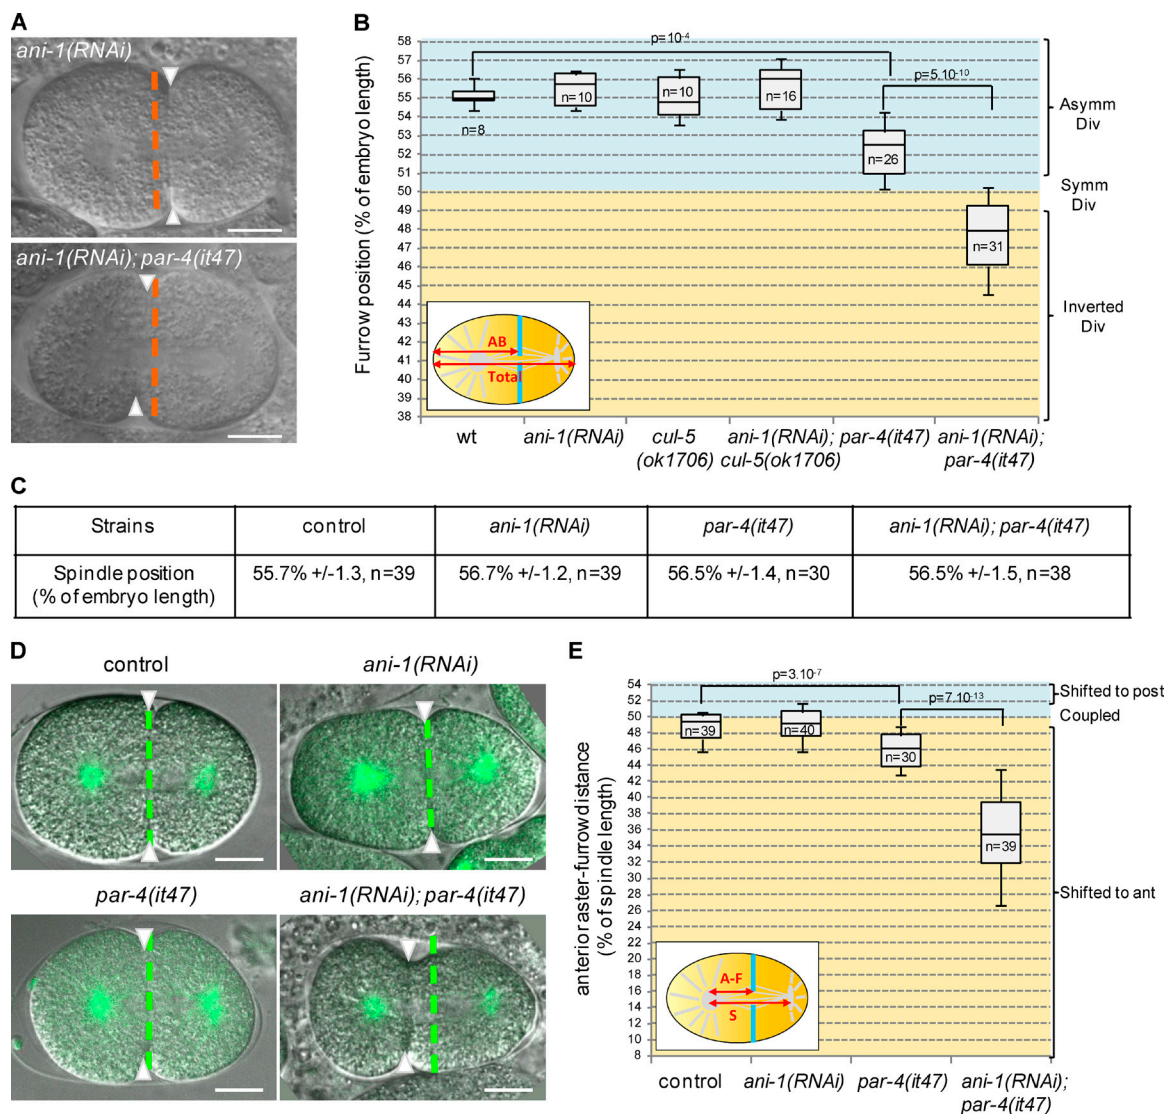 A
ani-1(RNAi)
ani-1(RNAi); par-4(it47)
B
Furrow position (% of embryo length)
58
57
56
55
54
53
52
51
50
49
48
47
46
45
44
43
42
41
40
39
38
p=10-4
p=5.10-10
n=8
n=10
n=10
n=16
n=26
n=31
Asymm
Div
Symm
Div
Inverted
Div
AB
Total
wt
ani-1(RNAi)
cul-5
(ok1706)
ani-1(RNAi);
cul-5(ok1706)
par-4(it47)
ani-1(RNAi);
par-4(it47)
C
Strains control ani-1(RNAi) par-4(it47) ani-1(RNAi); par-4(it47)
Spindle position
(% of embryo length)
55.7% +/-1.3, n=39 56.7% +/-1.2, n=39 56.5% +/-1.4, n=30 56.5% +/-1.5, n=38
D
control
ani-1(RNAi)
par-4(it47)
ani-1(RNAi); par-4(it47)
E
anterior aster-furrow distance
(% of spindle length)
54
52
50
48
46
44
42
40
38
36
34
32
30
28
26
24
22
20
18
16
14
12
10
8
p=3.10-7
p=7.10-13
n=39
n=40
n=30
n=39
Shifted to post
Coupled
Shifted to ant
A-F
S
control
ani-1(RNAi)
par-4(it47)
ani-1(RNAi);
par-4(it47)